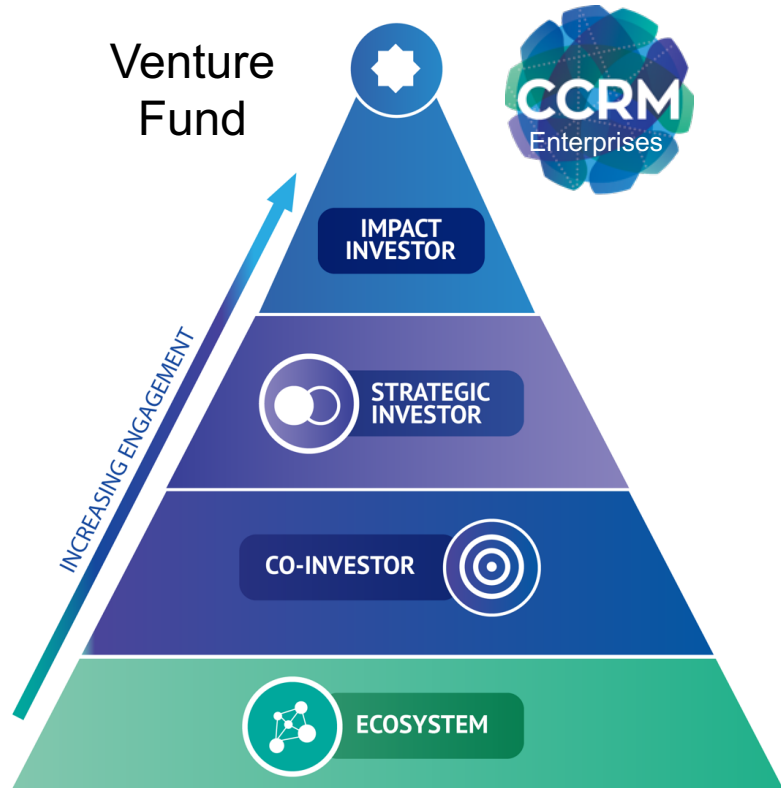 Venture
Fund
CCRM
Enterprises
IMPACT
INVESTOR
STRATEGIC
INVESTOR
INCREASING ENGAGEMENT
CO-INVESTOR
ECOSYSTEM